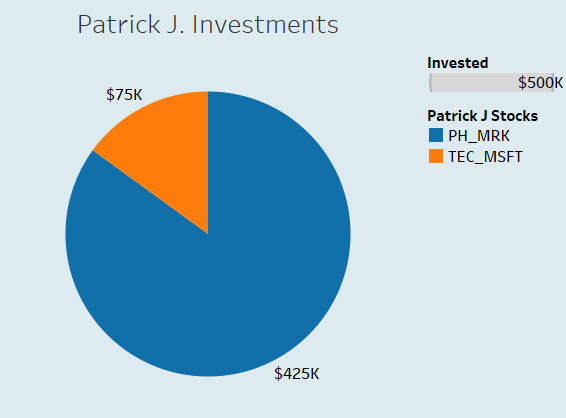 Patrick J. Investments
$75K
$425K
Invested
$500K
Patrick J Stocks
PH_MRK
TEC_MSFT